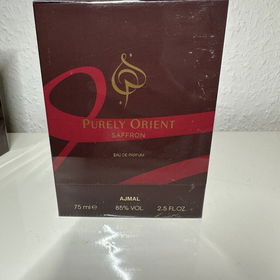 PURELY ORIENT
SAFFRON
EAU DE PARFUM
AJMAL
75 ml e 85% VOL 2.5 FL.OZ.